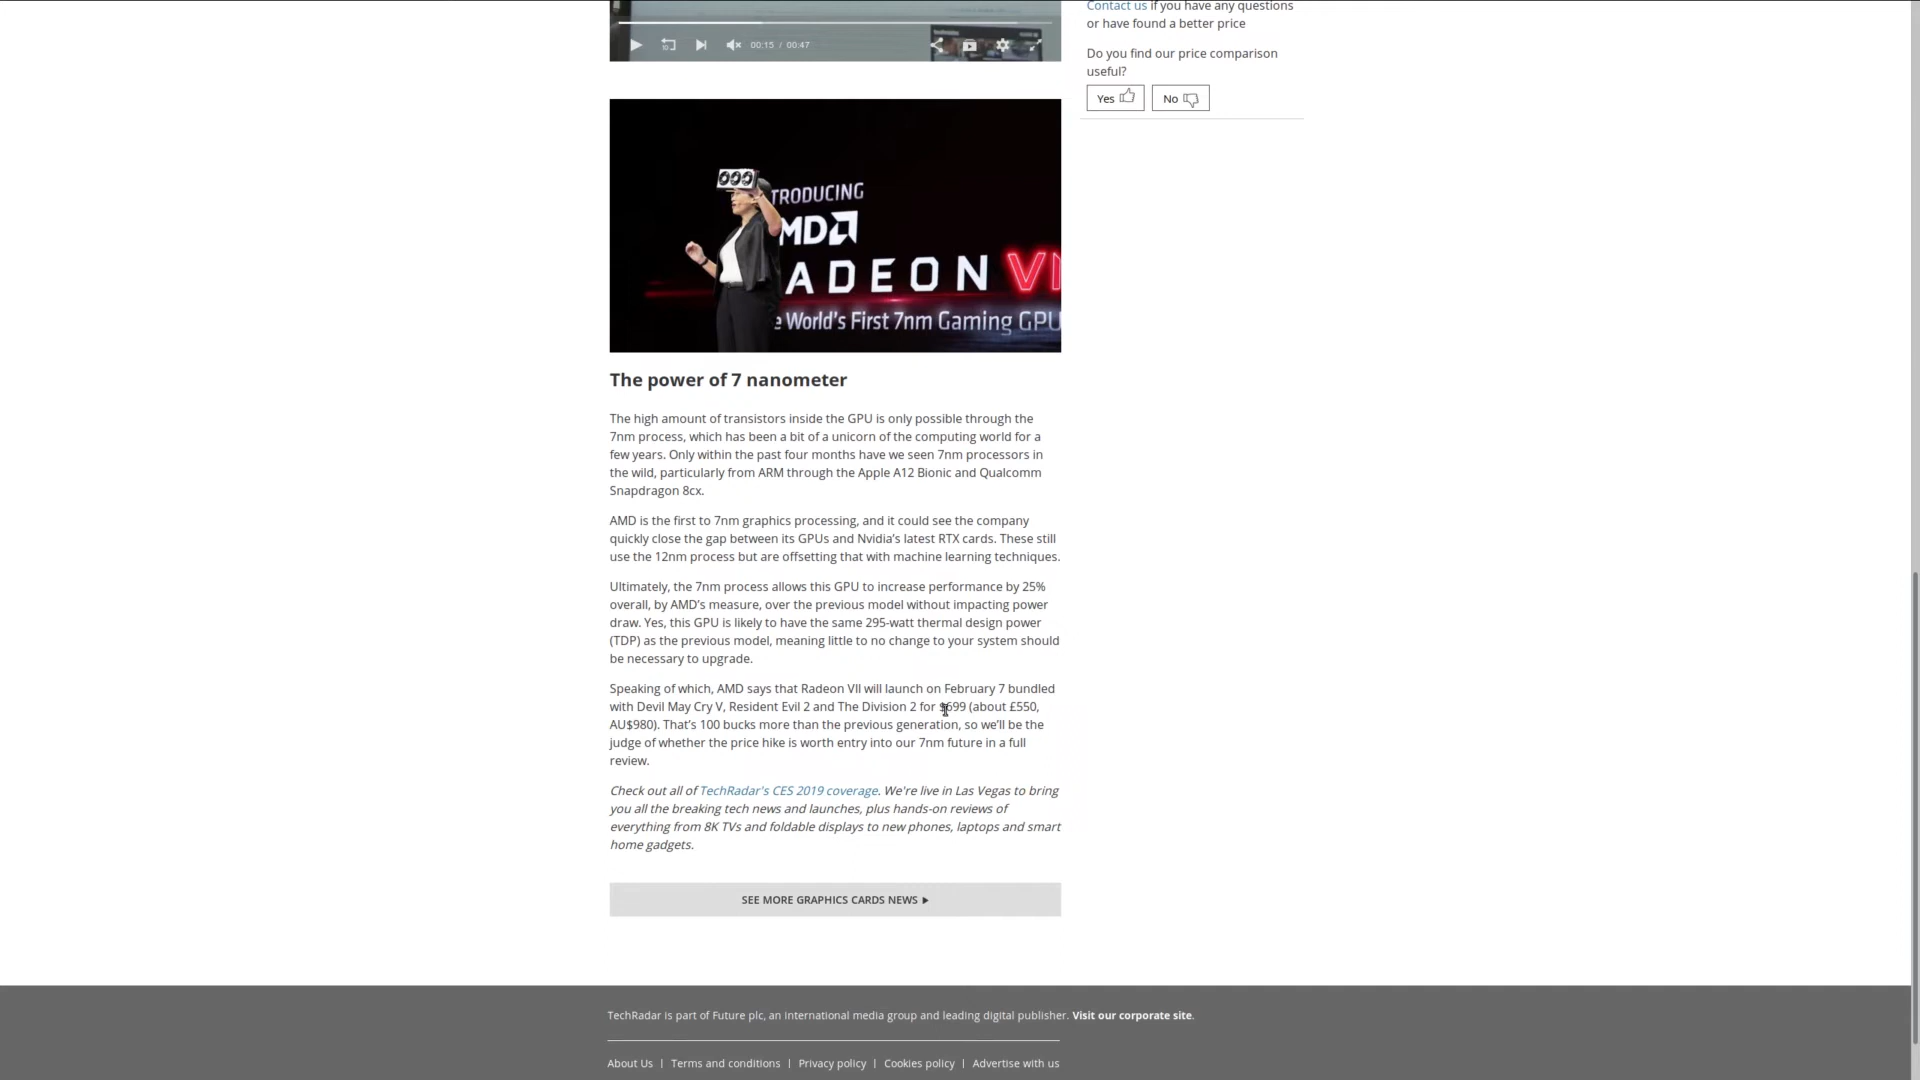 Contact us if you have any questions
or have found a better price
Do you find our price comparison
useful?
Yes
No
00:15 / 00:47
TRODUCING
MD
ADEON VI
e World's First 7nm Gaming GPU
The power of 7 nanometer
The high amount of transistors inside the GPU is only possible through the
7nm process, which has been a bit of a unicorn of the computing world for a
few years. Only within the past four months have we seen 7nm processors in
the wild, particularly from ARM through the Apple A12 Bionic and Qualcomm
Snapdragon 8cx.
AMD is the first to 7nm graphics processing, and it could see the company
quickly close the gap between its GPUs and Nvidia’s latest RTX cards. These still
use the 12nm process but are offsetting that with machine learning techniques.
Ultimately, the 7nm process allows this GPU to increase performance by 25%
overall, by AMD’s measure, over the previous model without impacting power
draw. Yes, this GPU is likely to have the same 295-watt thermal design power
(TDP) as the previous model, meaning little to no change to your system should
be necessary to upgrade.
Speaking of which, AMD says that Radeon VII will launch on February 7 bundled
with Devil May Cry V, Resident Evil 2 and The Division 2 for $699 (about £550,
AU$980). That’s 100 bucks more than the previous generation, so we’ll be the
judge of whether the price hike is worth entry into our 7nm future in a full
review.
Check out all of TechRadar's CES 2019 coverage. We're live in Las Vegas to bring
you all the breaking tech news and launches, plus hands-on reviews of
everything from 8K TVs and foldable displays to new phones, laptops and smart
home gadgets.
SEE MORE GRAPHICS CARDS NEWS ►
TechRadar is part of Future plc, an international media group and leading digital publisher. Visit our corporate site.
About Us | Terms and conditions | Privacy policy | Cookies policy | Advertise with us